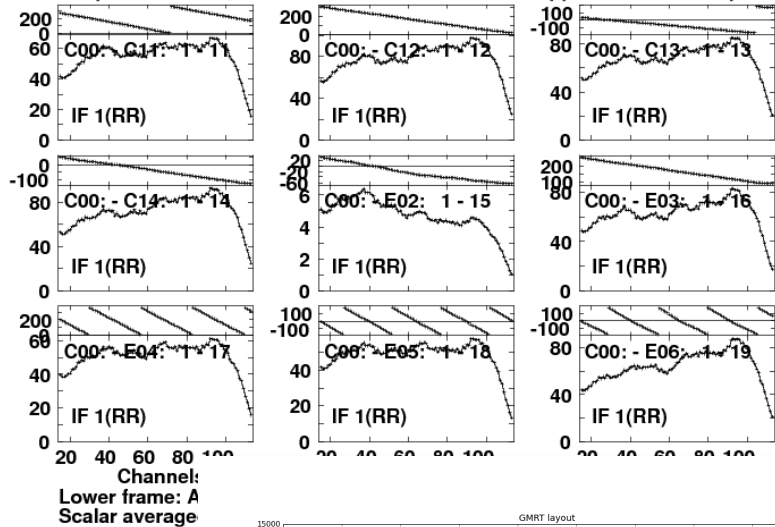 200
0
200
0
100
-100
60
C00: - C11: 1 - 11
80
C00: - C12: 1 - 12
80
C00: - C13: 1 - 13
40
40
40
20
IF 1(RR)
IF 1(RR)
IF 1(RR)
0
0
0
0
-100
20
-20
-60
200
100
80
C00: - C14: 1 - 14
6
C00: E02: 1 - 15
80
C00: - E03: 1 - 16
40
4
40
2
IF 1(RR)
IF 1(RR)
IF 1(RR)
0
0
0
200
0
100
-100
100
-100
60
C00: E04: 1 - 17
C00: - E05: 1 - 18
80
C00: - E06: 1 - 19
40
40
40
20
20
IF 1(RR)
IF 1(RR)
IF 1(RR)
0
0
0
20 40 60 80 100
20 40 60 80 100
20 40 60 80 100
Channels
Lower frame: A
Scalar average
GMRT layout
15000